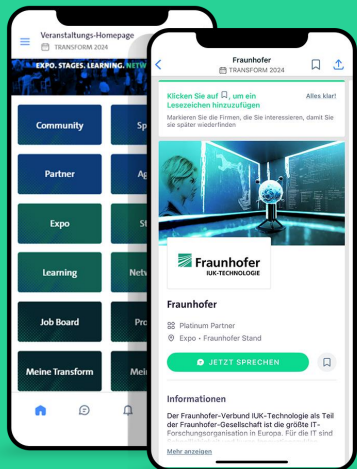 Veranstaltungs-Homepage
TRANSFORM 2024
EXPO. STAGES. LEARNING.
Community
Partner
Expo
Learning
Job Board
Meine Transform
Fraunhofer
TRANSFORM 2024
Klicken Sie auf , um ein
Lesezeichen hinzuzufügen
Alles klar!
Markieren Sie die Firmen, die Sie interessieren, damit Sie
sie später wiederfinden
Fraunhofer
IUK-TECHNOLOGIE
Fraunhofer
Platinum Partner
Expo • Fraunhofer Stand
JETZT SPRECHEN
Informationen
Der Fraunhofer-Verbund IUK-Technologie als Teil
der Fraunhofer-Gesellschaft ist die größte IT-
Forschungsorganisation in Europa. Für die IT sind
Mehr anzeigen